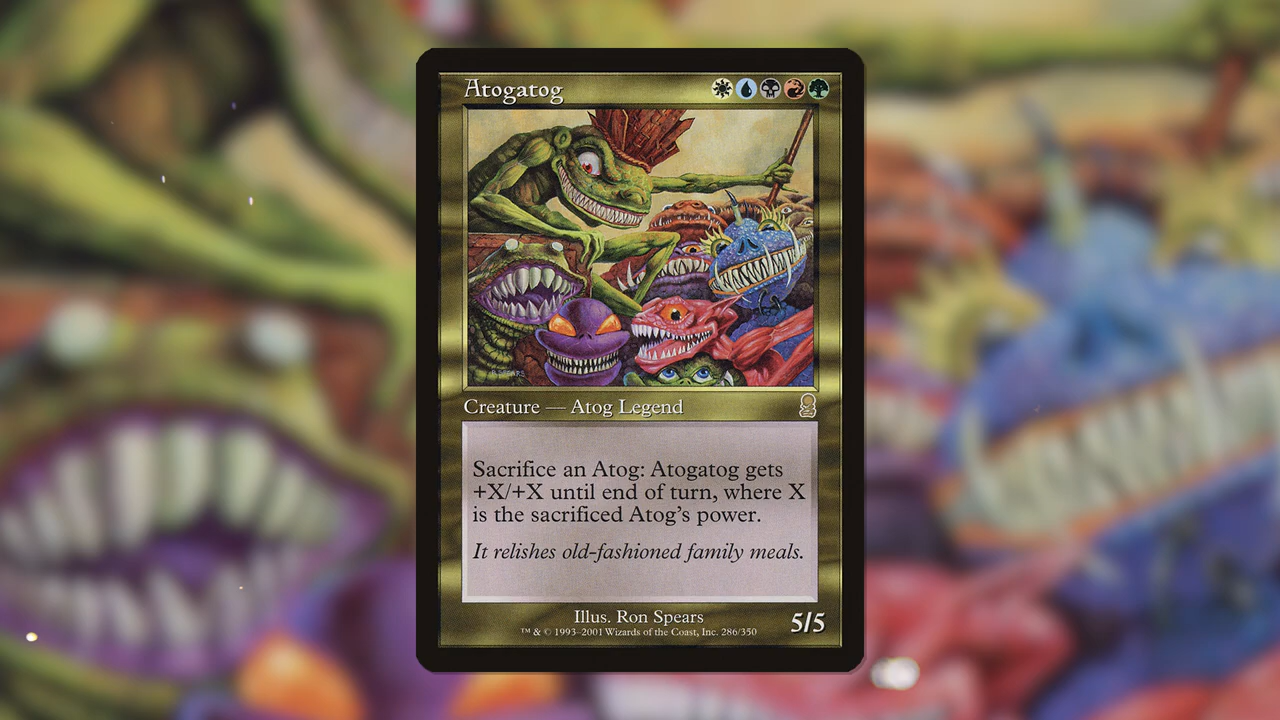 Atogatog
R. SPEARS
Creature — Atog Legend
Sacrifice an Atog: Atogatog gets
+X/+X until end of turn, where X
is the sacrificed Atog's power.
It relishes old-fashioned family meals.
Illus. Ron Spears
™ & © 1993–2001 Wizards of the Coast, Inc. 286/350
5/5